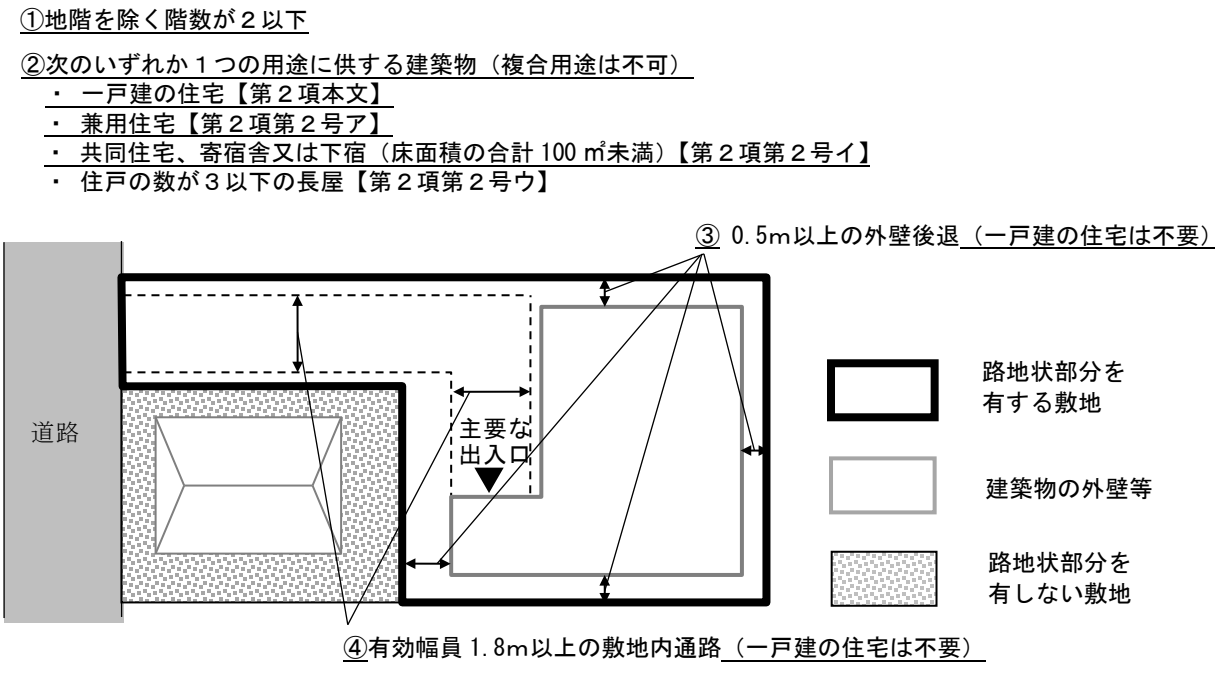 ①地階を除く階数が２以下
②次のいずれか１つの用途に供する建築物（複合用途は不可）
・ 一戸建の住宅【第２項本文】
・ 兼用住宅【第２項第２号ア】
・ 共同住宅、寄宿舎又は下宿（床面積の合計 100 ㎡未満）【第２項第２号イ】
・ 住戸の数が３以下の長屋【第２項第２号ウ】
③ 0.5ｍ以上の外壁後退（一戸建の住宅は不要）
道路
主要な
出入口
路地状部分を
有する敷地
建築物の外壁等
路地状部分を
有しない敷地
④有効幅員 1.8ｍ以上の敷地内通路（一戸建の住宅は不要）